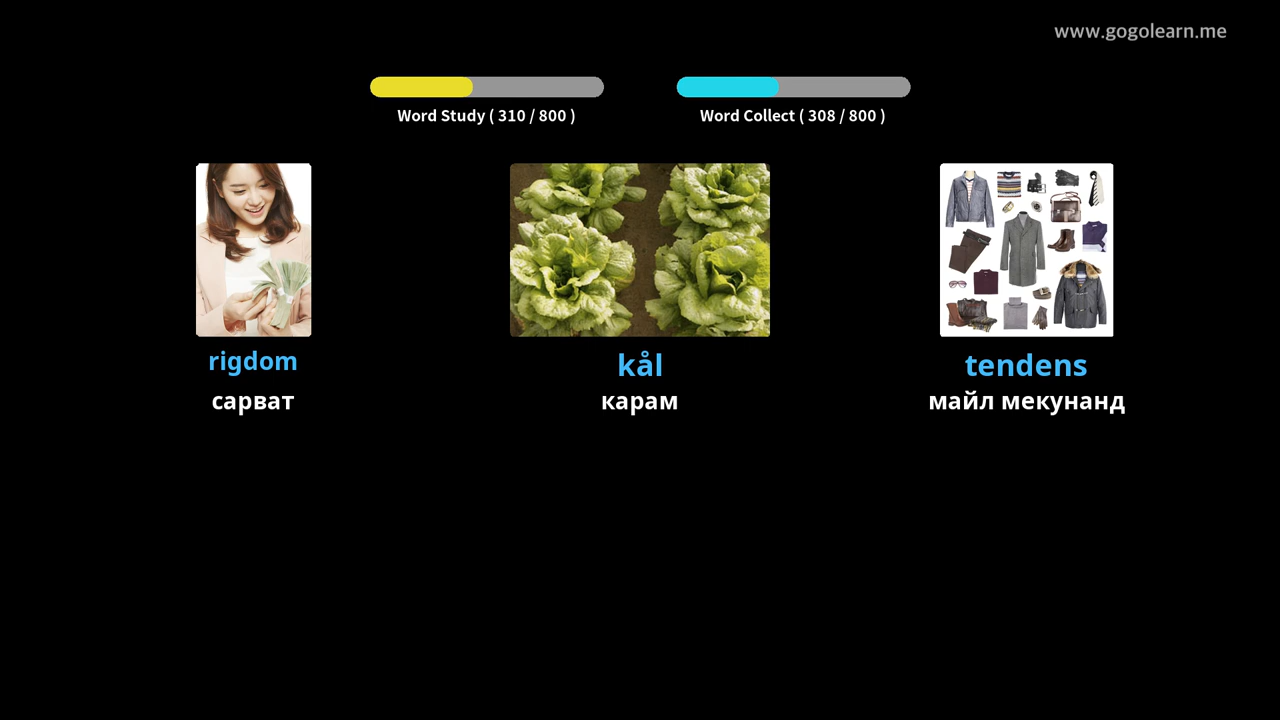 www.gogolearn.me
Word Study ( 310 / 800 )
Word Collect ( 308 / 800 )
rigdom
kål
tendens
сарват
карам
майл мекунанд